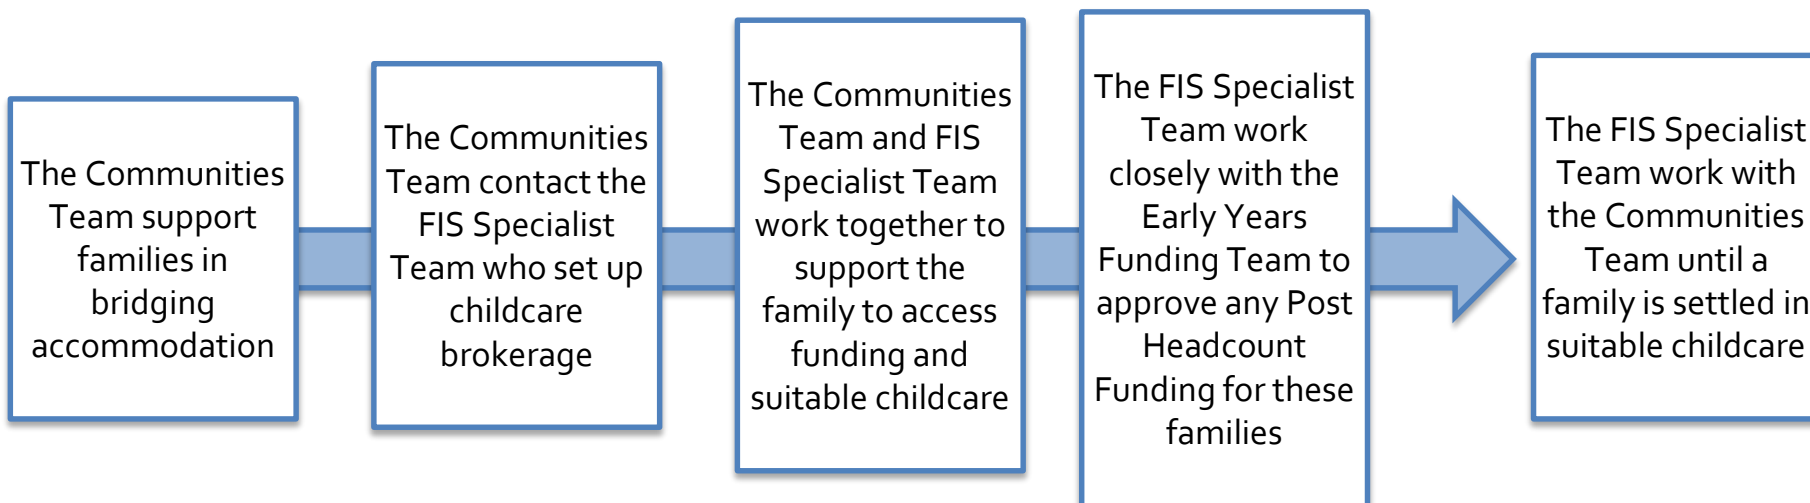 The Communities
Team support
families in
bridging
accommodation
The Communities
Team contact the
FIS Specialist
Team who set up
childcare
brokerage
The Communities
Team and FIS
Specialist Team
work together to
support the
family to access
funding and
suitable childcare
The FIS Specialist
Team work
closely with the
Early Years
Funding Team to
approve any Post
Headcount
Funding for these
families
The FIS Specialist
Team work with
the Communities
Team until a
family is settled in
suitable childcare